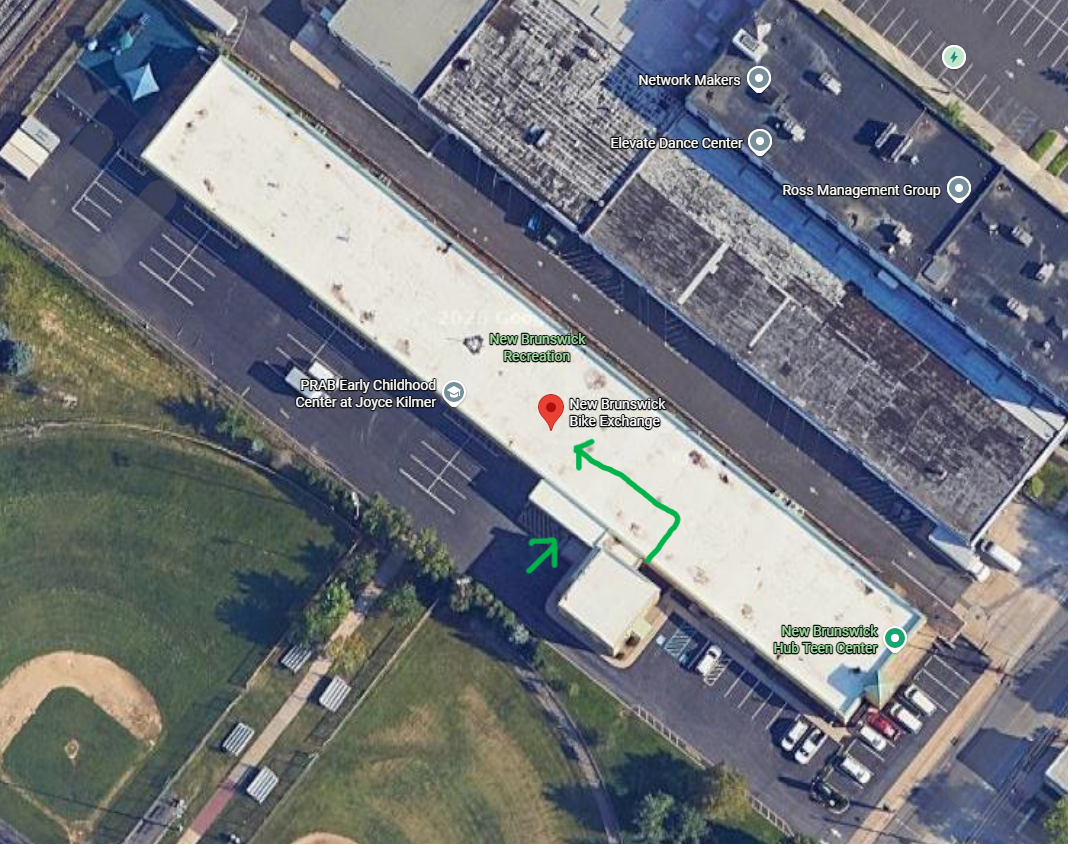 Network Makers
Elevate Dance Center
Ross Management Group
New Brunswick
Recreation
PRAB Early Childhood
Center at Joyce Kilmer
New Brunswick
Bike Exchange
New Brunswick
Hub Teen Center